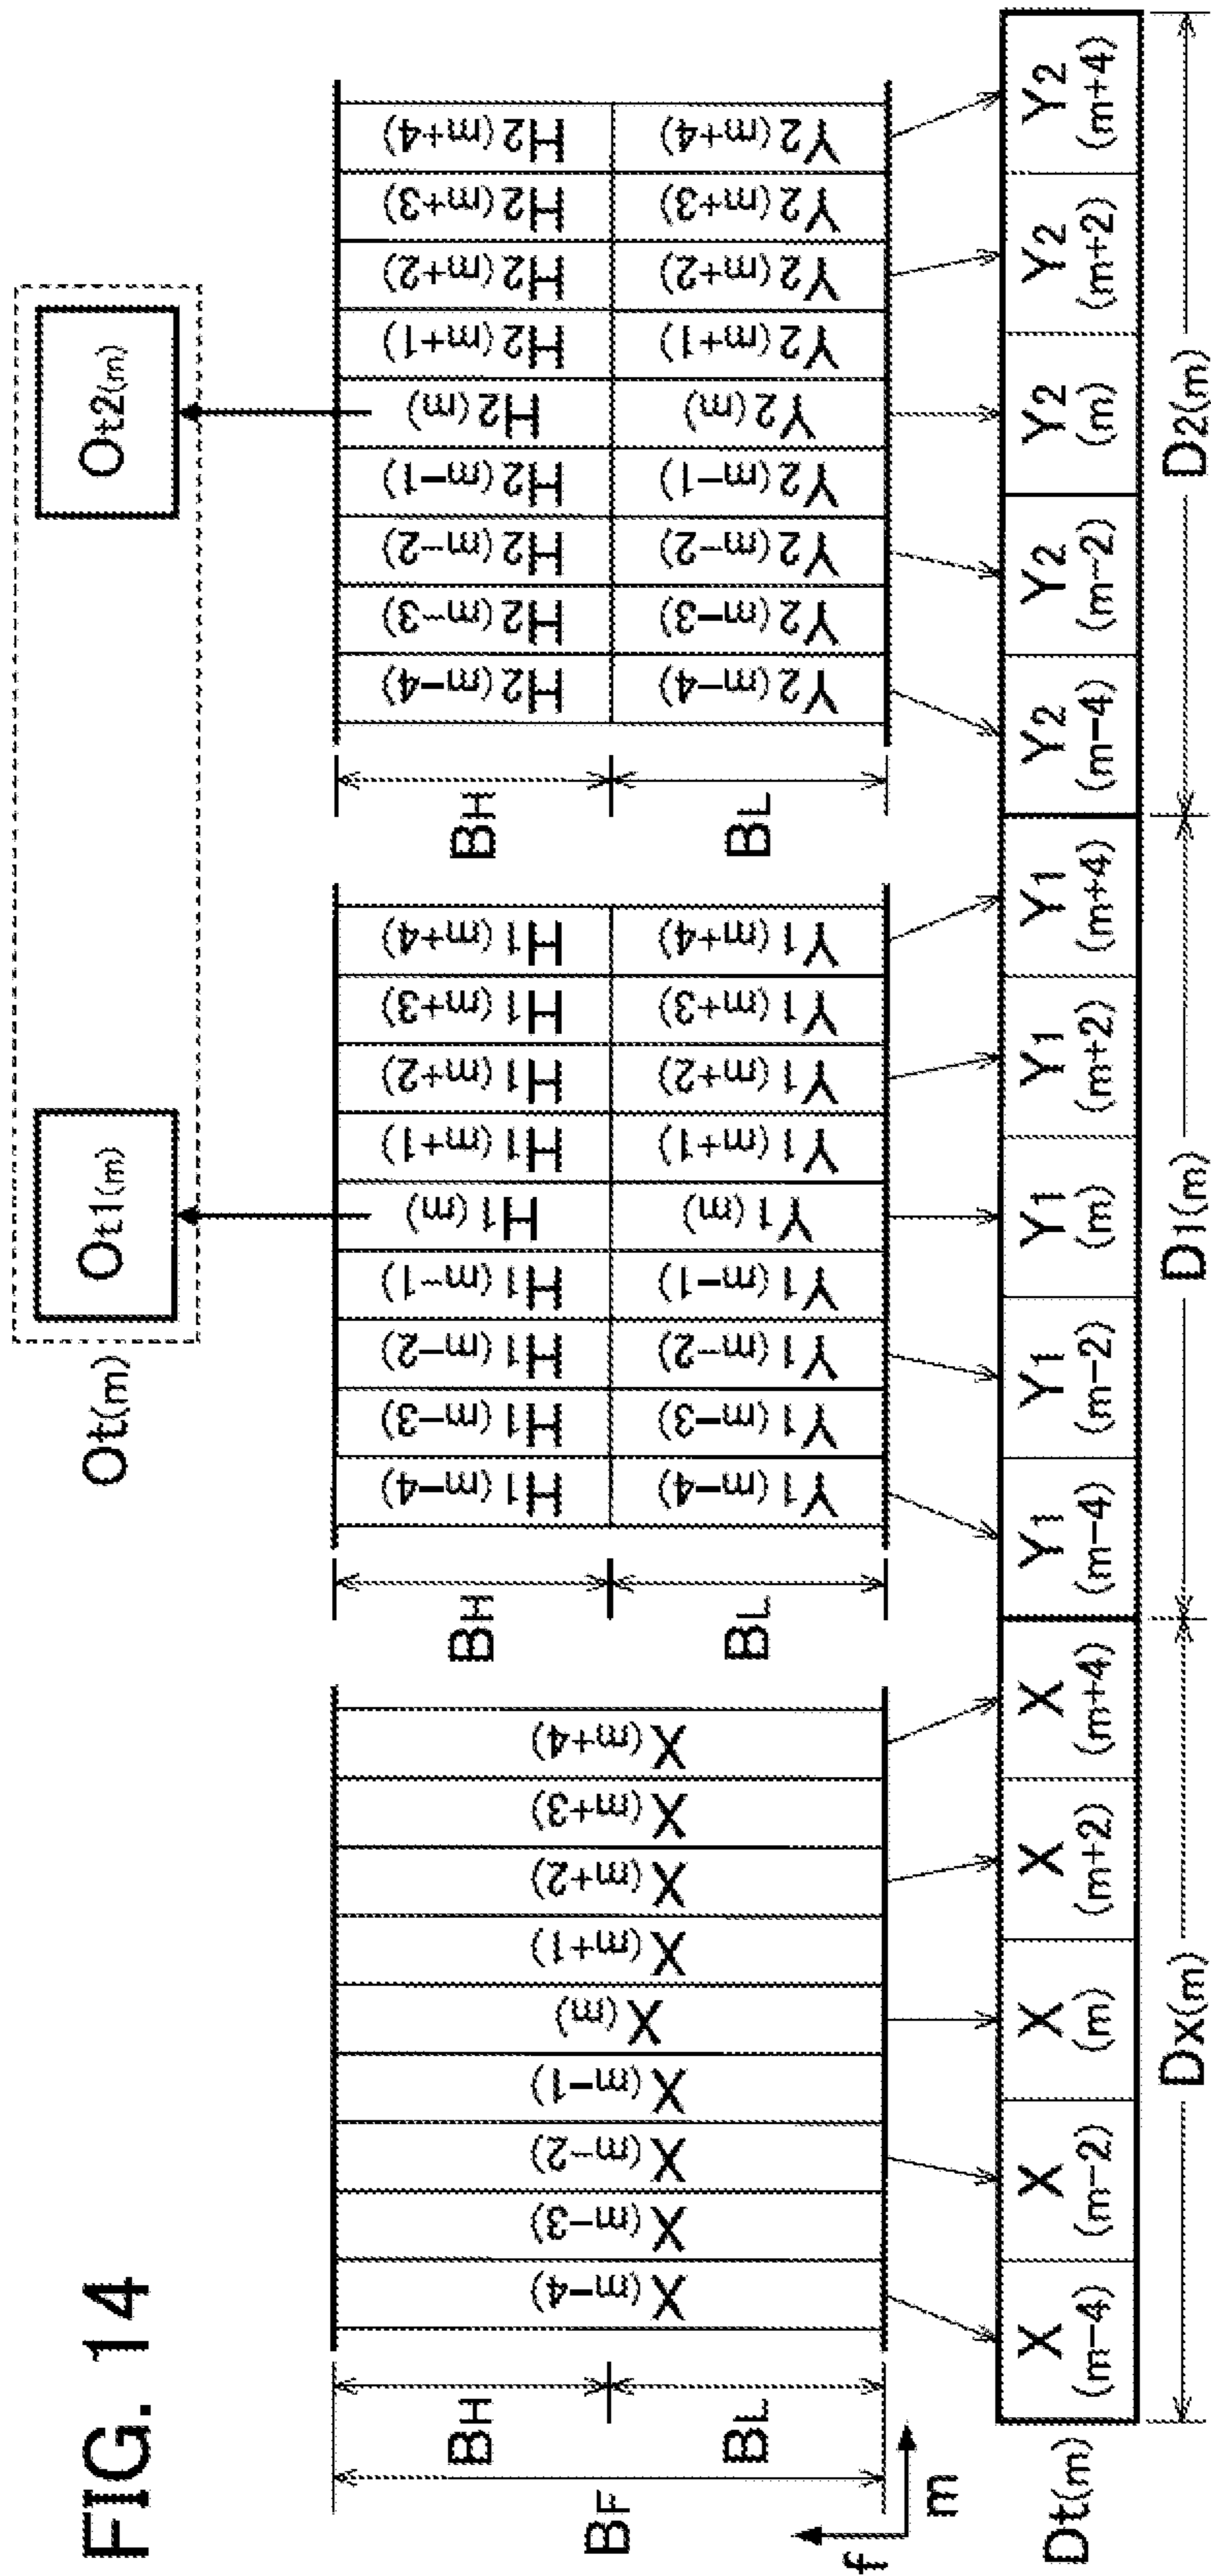 FIG. 14
Ot(m)
Ot1(m)
Ot2(m)
BF
BH
BL
f
m
X(m-4)
X(m-3)
X(m-2)
X(m-1)
X(m)
X(m+1)
X(m+2)
X(m+3)
X(m+4)
BH
BL
H1(m-4)
H1(m-3)
H1(m-2)
H1(m-1)
H1(m)
H1(m+1)
H1(m+2)
H1(m+3)
H1(m+4)
Y1(m-4)
Y1(m-3)
Y1(m-2)
Y1(m-1)
Y1(m)
Y1(m+1)
Y1(m+2)
Y1(m+3)
Y1(m+4)
BH
BL
H2(m-4)
H2(m-3)
H2(m-2)
H2(m-1)
H2(m)
H2(m+1)
H2(m+2)
H2(m+3)
H2(m+4)
Y2(m-4)
Y2(m-3)
Y2(m-2)
Y2(m-1)
Y2(m)
Y2(m+1)
Y2(m+2)
Y2(m+3)
Y2(m+4)
Dt(m)
X
(m-4)
X
(m-2)
X
(m)
X
(m+2)
X
(m+4)
Y1
(m-4)
Y1
(m-2)
Y1
(m)
Y1
(m+2)
Y1
(m+4)
Y2
(m-4)
Y2
(m-2)
Y2
(m)
Y2
(m+2)
Y2
(m+4)
Dx(m)
D1(m)
D2(m)